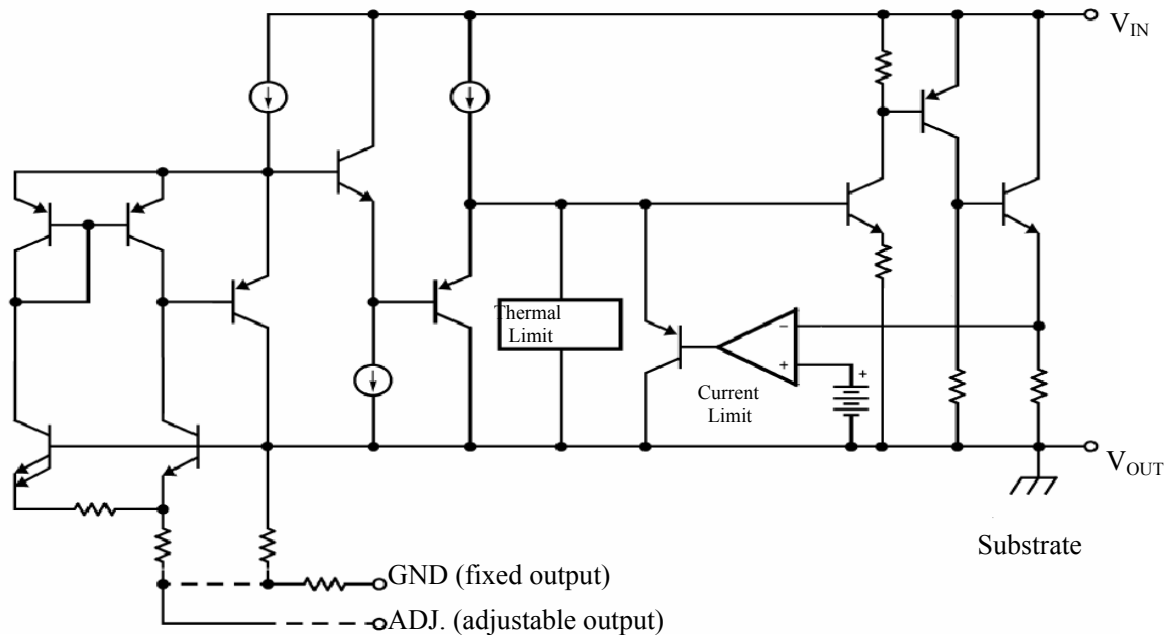 VIN
Thermal
Limit
−
+
Current
Limit
+
VOUT
Substrate
GND (fixed output)
ADJ. (adjustable output)